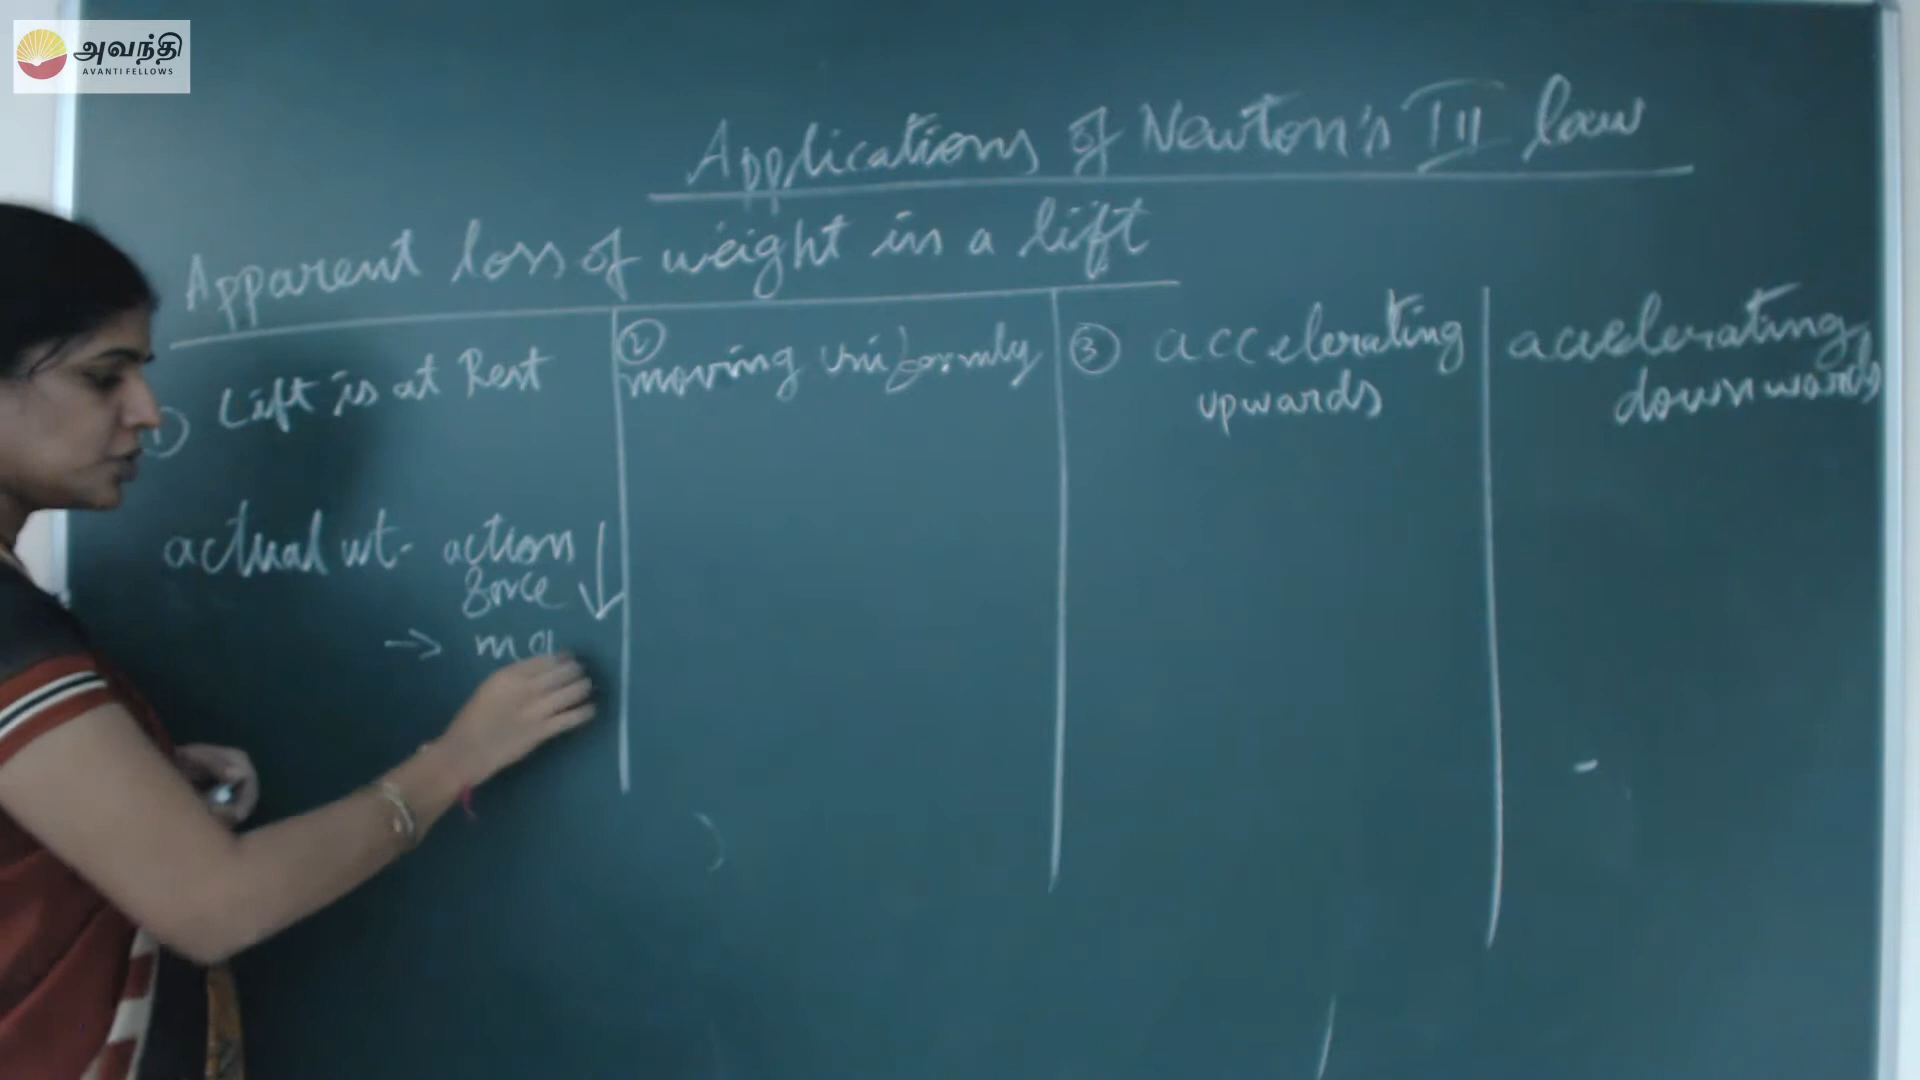 அவந்தி
AVANTI FELLOWS
Applications of Newton's III law
Apparent loss of weight in a lift
① Lift is at Rest
actual wt. action
force ↓
→ mg
②
moving uniformly
③ accelerating
upwards
accelerating
downwards